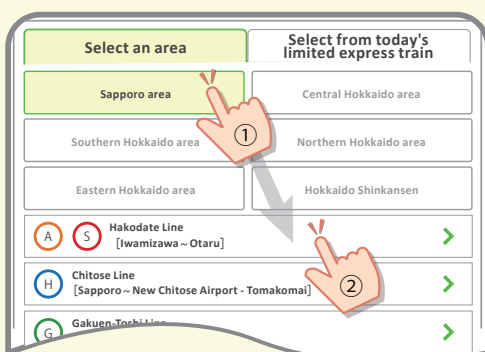 Select an area
Select from today's
limited express train
Sapporo area
Central Hokkaido area
①
Southern Hokkaido area
Northern Hokkaido area
Eastern Hokkaido area
Hokkaido Shinkansen
A S Hakodate Line
[Iwamizawa~Otaru]
H Chitose Line
[Sapporo~New Chitose Airport - Tomakomai]
②
G Gakuen-Toshi Line